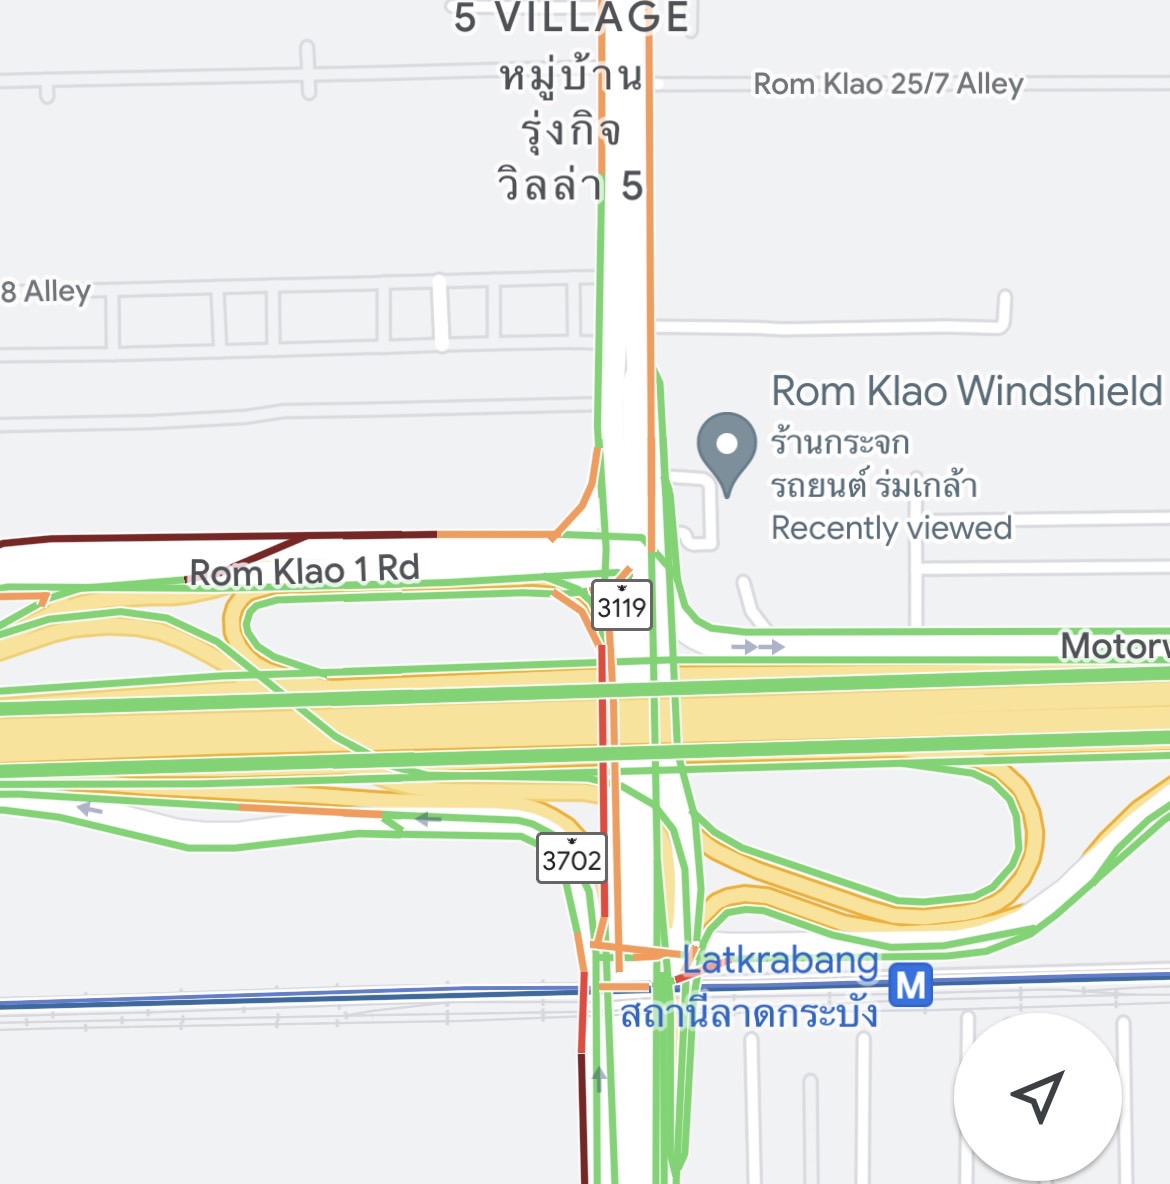 5 VILLAGE
หมู่บ้าน
รุ่งกิจ
วิลล่า 5
Rom Klao 25/7 Alley
8 Alley
Rom Klao Windshield
ร้านกระจก
รถยนต์ ร่มเกล้า
Recently viewed
Rom Klao 1 Rd
3119
Motorw
3702
Latkrabang
สถานีลาดกระบัง
M